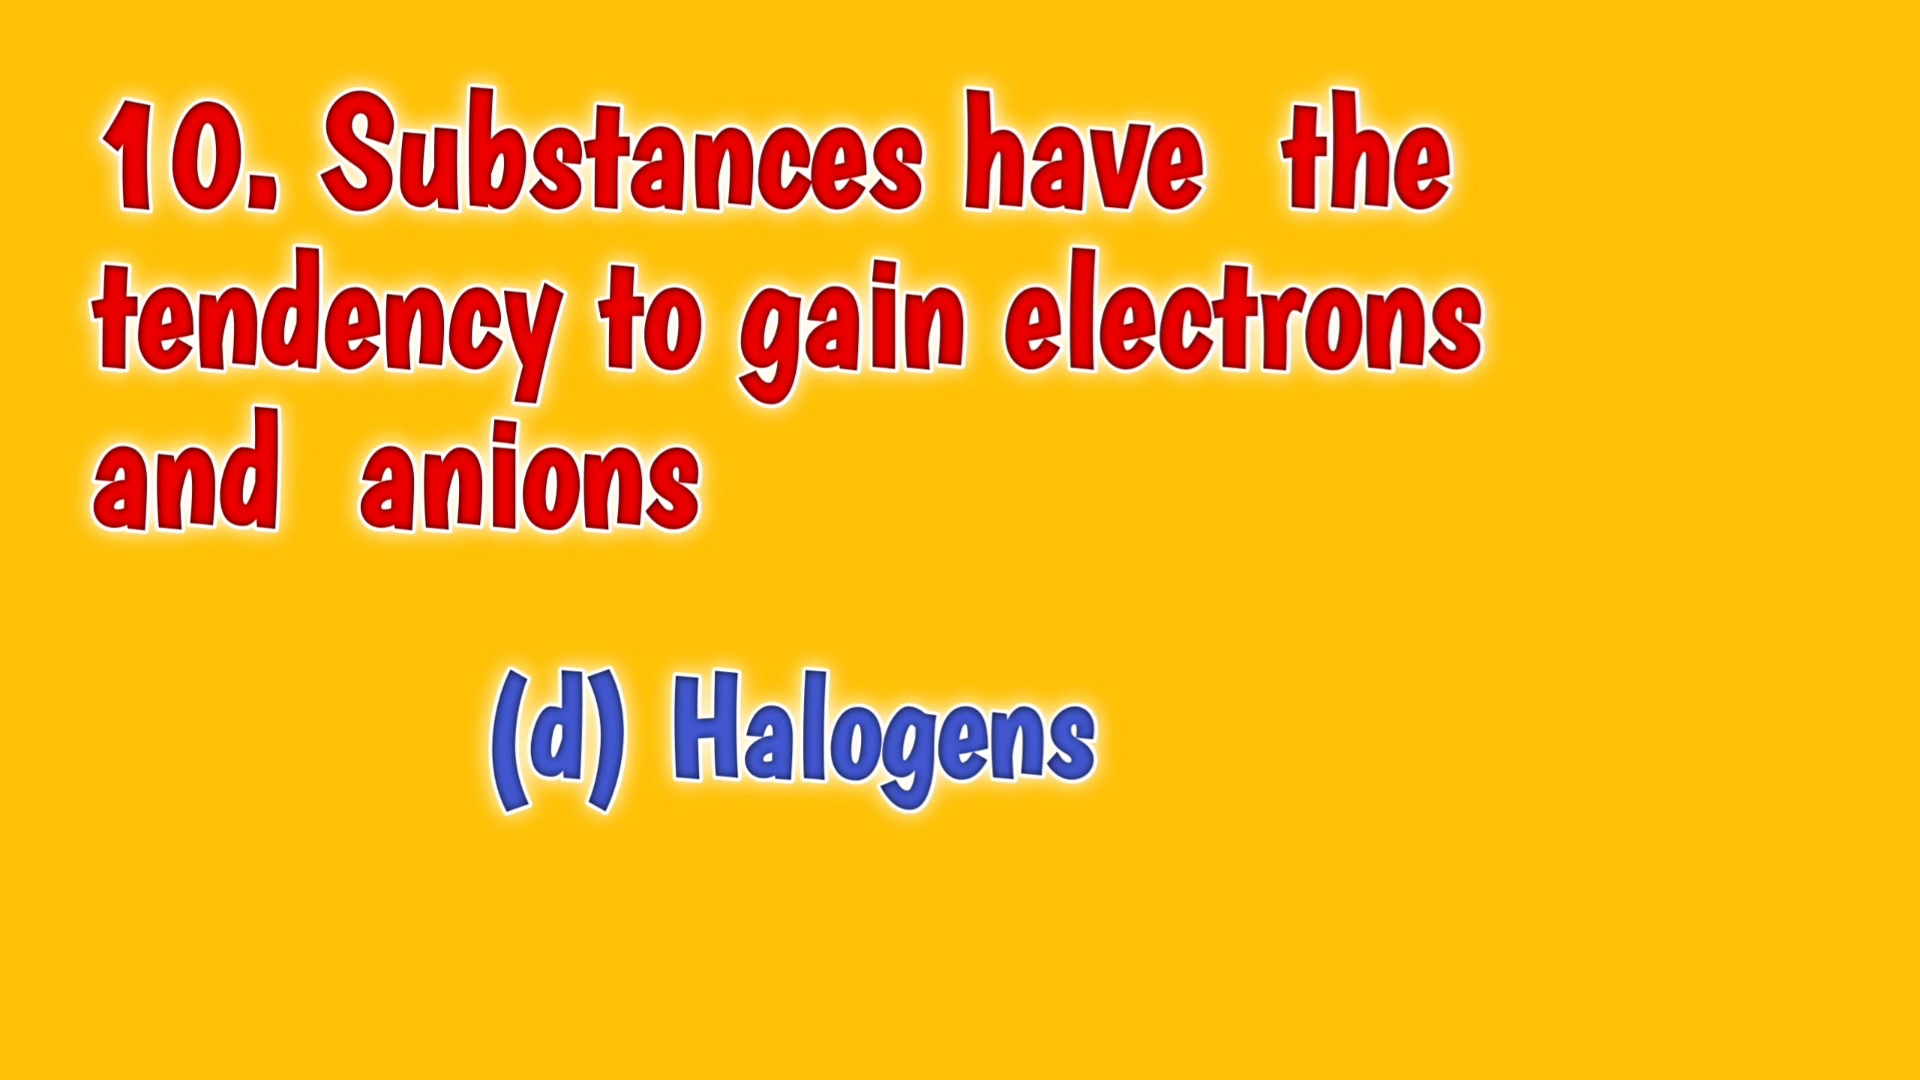 10. Substances have the
tendency to gain electrons
and anions
(d) Halogens